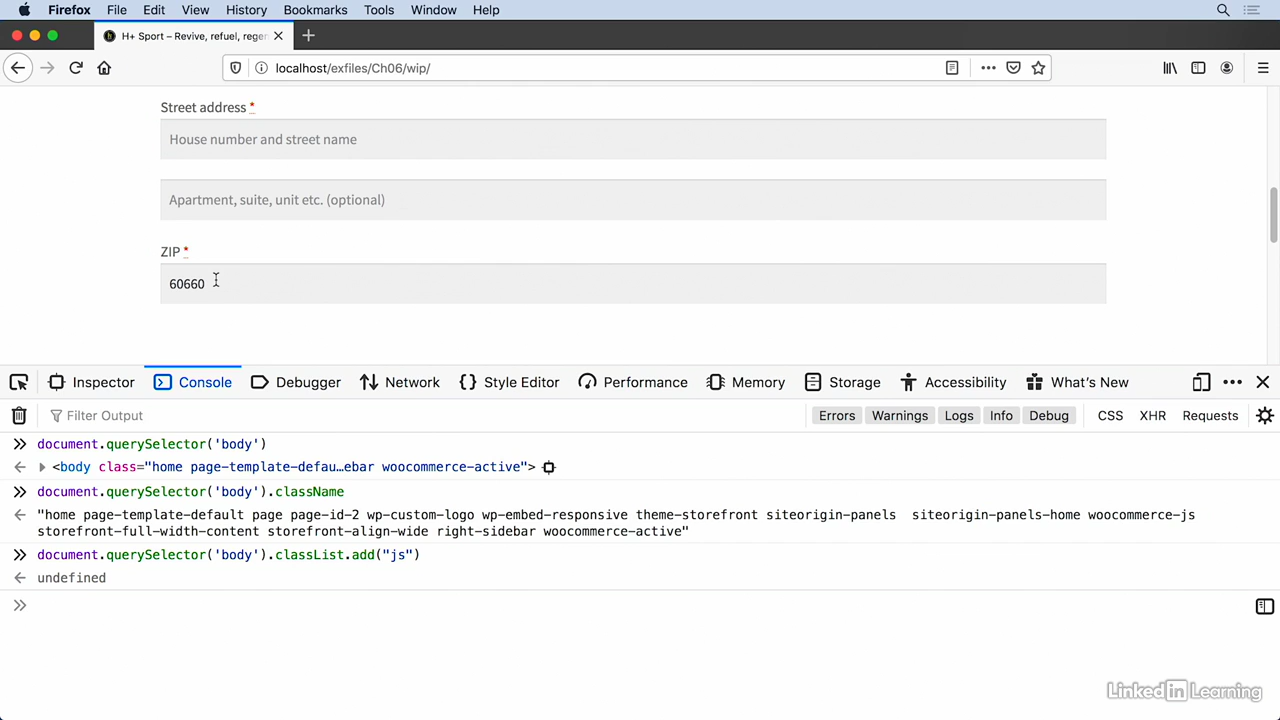 Firefox File Edit View History Bookmarks Tools Window Help
H+ Sport – Revive, refuel, regen
localhost/exfiles/Ch06/wip/
Street address *
House number and street name
Apartment, suite, unit etc. (optional)
ZIP *
60660
Inspector Console Debugger Network Style Editor Performance Memory Storage Accessibility What's New
Filter Output Errors Warnings Logs Info Debug CSS XHR Requests
document.querySelector('body')
<body class="home page-template-defau…ebar woocommerce-active">
document.querySelector('body').className
"home page-template-default page page-id-2 wp-custom-logo wp-embed-responsive theme-storefront siteorigin-panels  siteorigin-panels-home woocommerce-js
storefront-full-width-content storefront-align-wide right-sidebar woocommerce-active"
document.querySelector('body').classList.add("js")
undefined
LinkedIn Learning